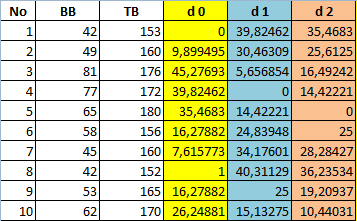 No BB TB d 0 d 1 d 2
1 42 153 0 39,82462 35,4683
2 49 160 9,899495 30,46309 25,6125
3 81 176 45,27693 5,656854 16,49242
4 77 172 39,82462 0 14,42221
5 65 180 35,4683 14,42221 0
6 58 156 16,27882 24,83948 25
7 45 160 7,615773 34,17601 28,28427
8 42 152 1 40,31129 36,23534
9 53 165 16,27882 25 19,20937
10 62 170 26,24881 15,13275 10,44031